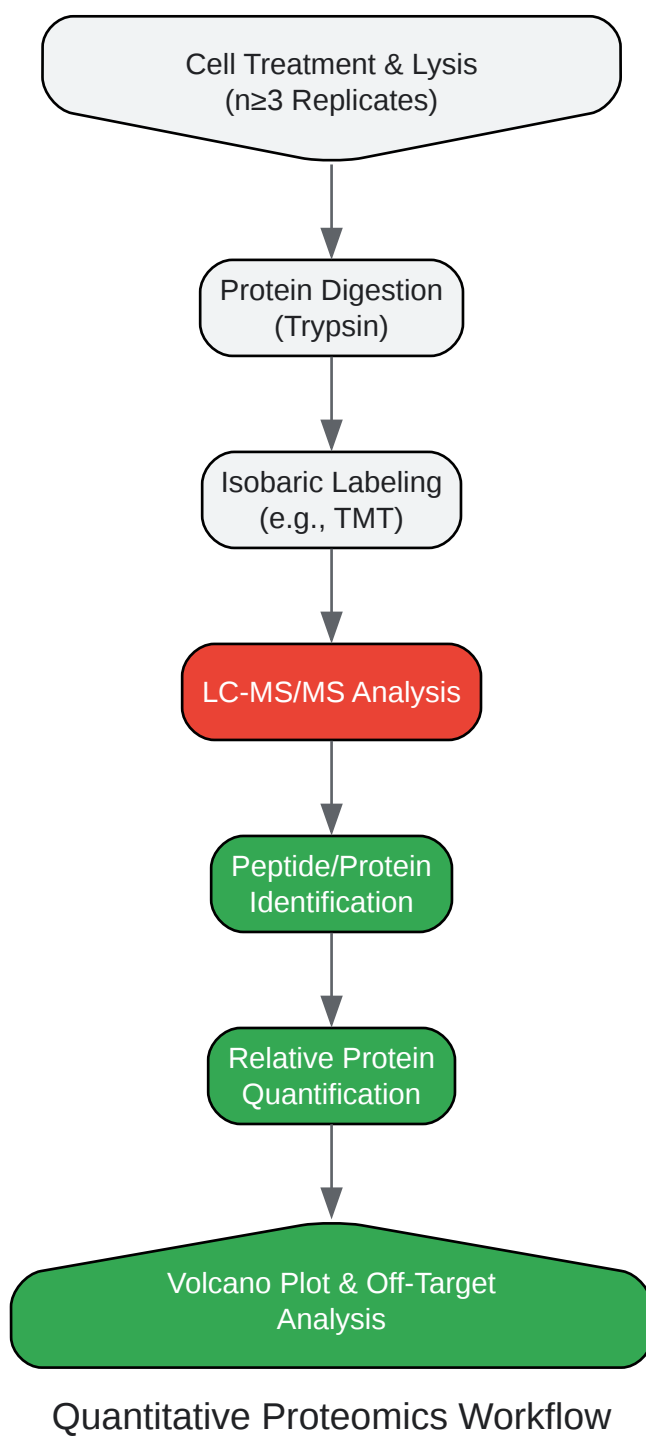 Cell Treatment & Lysis
(n≥3 Replicates)
Protein Digestion
(Trypsin)
Isobaric Labeling
(e.g., TMT)
LC-MS/MS Analysis
Peptide/Protein
Identification
Relative Protein
Quantification
Volcano Plot & Off-Target
Analysis
Quantitative Proteomics Workflow